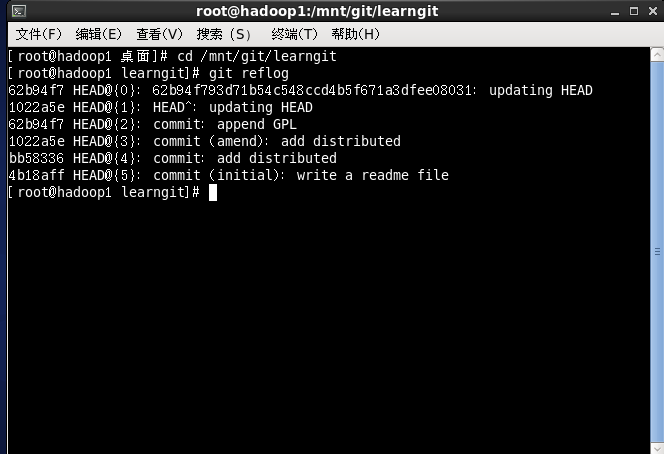 root@hadoop1:/mnt/git/learngit
文件(F) 编辑(E) 查看(V) 搜索 (S) 终端(T) 帮助(H)
[root@hadoop1 桌面]# cd /mnt/git/learngit
[root@hadoop1 learngit]# git reflog
62b94f7 HEAD@{0}: 62b94f793d71b54c548ccd4b5f671a3dfee08031: updating HEAD
1022a5e HEAD@{1}: HEAD^: updating HEAD
62b94f7 HEAD@{2}: commit: append GPL
1022a5e HEAD@{3}: commit (amend): add distributed
bb58336 HEAD@{4}: commit: add distributed
4b18aff HEAD@{5}: commit (initial): write a readme file
[root@hadoop1 learngit]#